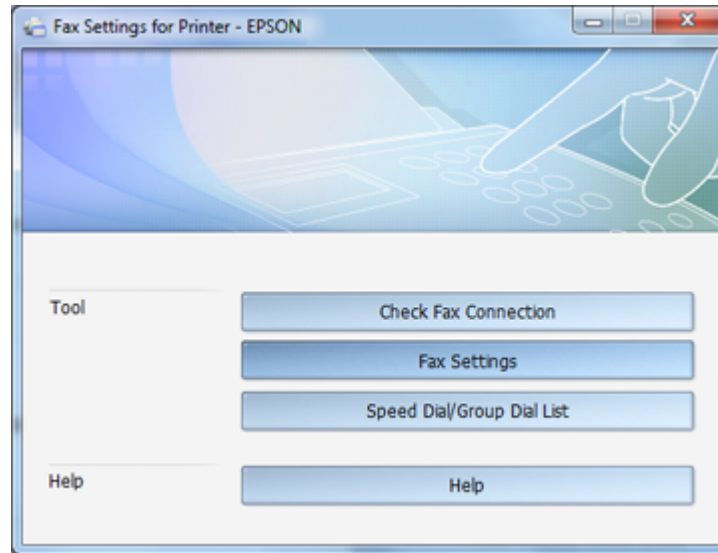 Fax Settings for Printer - EPSON
Tool
Check Fax Connection
Fax Settings
Speed Dial/Group Dial List
Help
Help